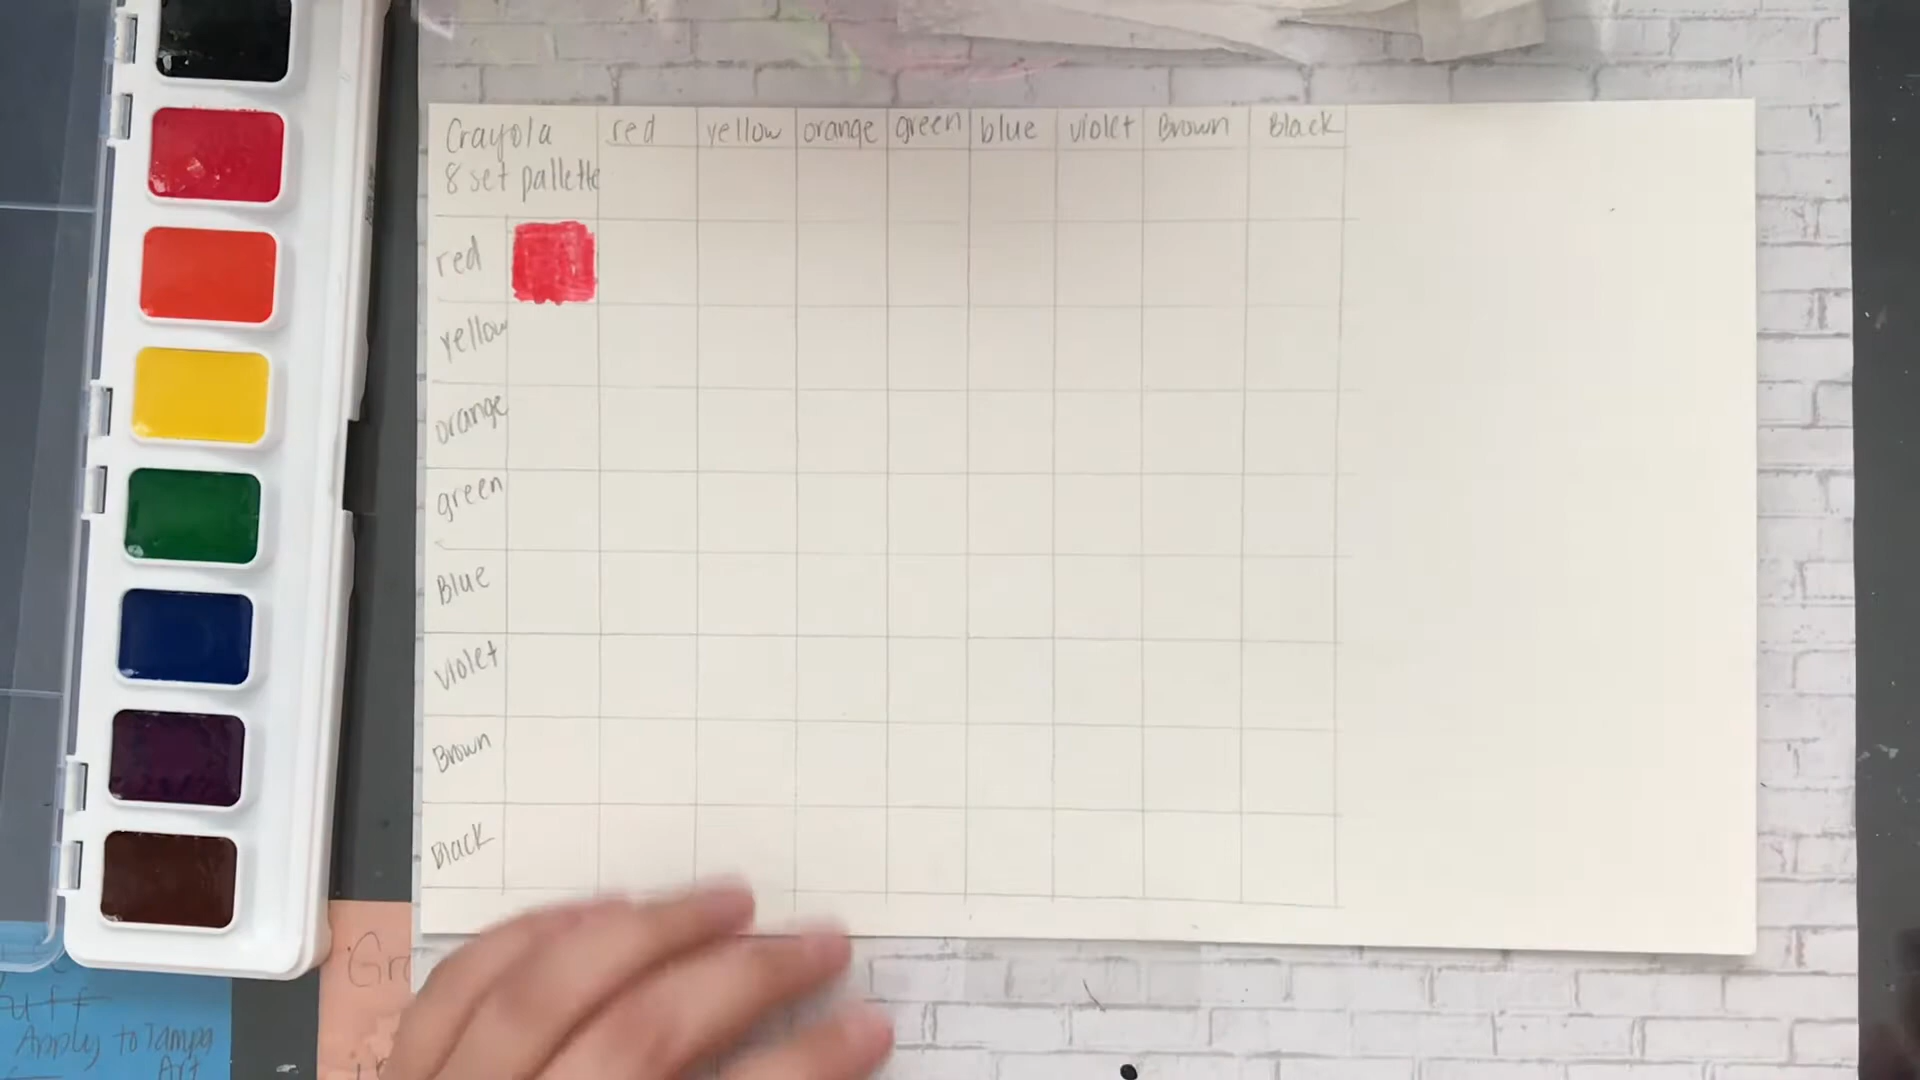 Crayola
8 set pallette
red yellow orange green blue violet Brown Black
red
yellow
orange
green
Blue
violet
Brown
Black
Apply to Tampa
Art